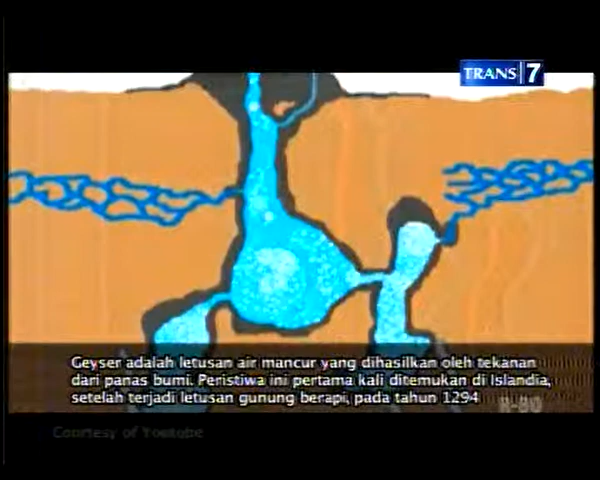 TRANS 7
Geyser adalah letusan air mancur yang dihasilkan oleh tekanan
dari panas bumi. Peristiwa ini pertama kali ditemukan di Islandia,
setelah terjadi letusan gunung berapi, pada tahun 1294
R-BO
Courtesy of Youtube